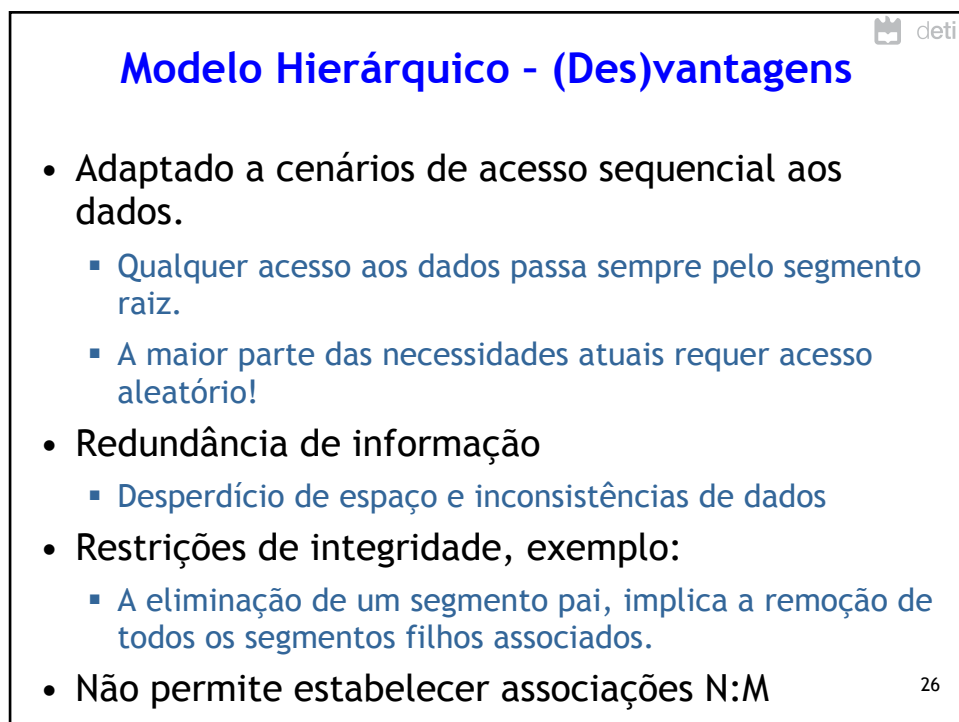 deti
Modelo Hierárquico – (Des)vantagens
• Adaptado a cenários de acesso sequencial aos
dados.
▪ Qualquer acesso aos dados passa sempre pelo segmento
raiz.
▪ A maior parte das necessidades atuais requer acesso
aleatório!
• Redundância de informação
▪ Desperdício de espaço e inconsistências de dados
• Restrições de integridade, exemplo:
▪ A eliminação de um segmento pai, implica a remoção de
todos os segmentos filhos associados.
• Não permite estabelecer associações N:M
26